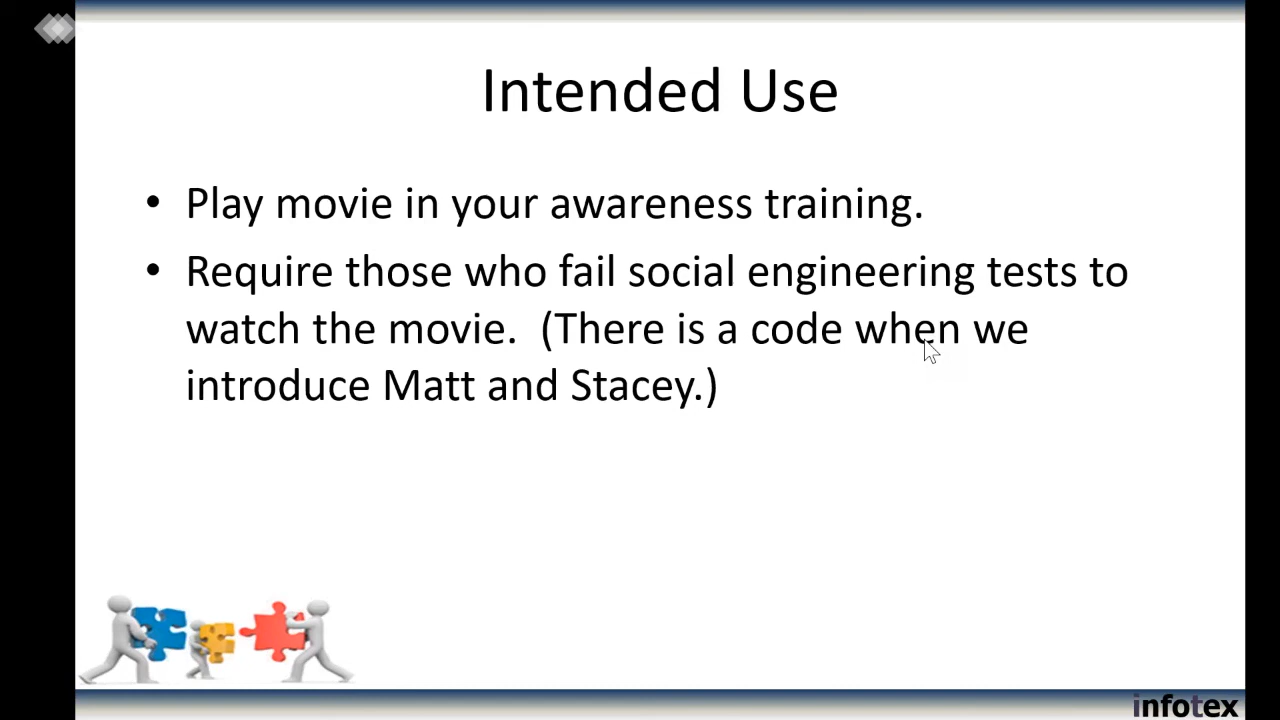 Intended Use
• Play movie in your awareness training.
• Require those who fail social engineering tests to
watch the movie.  (There is a code when we
introduce Matt and Stacey.)
infotex